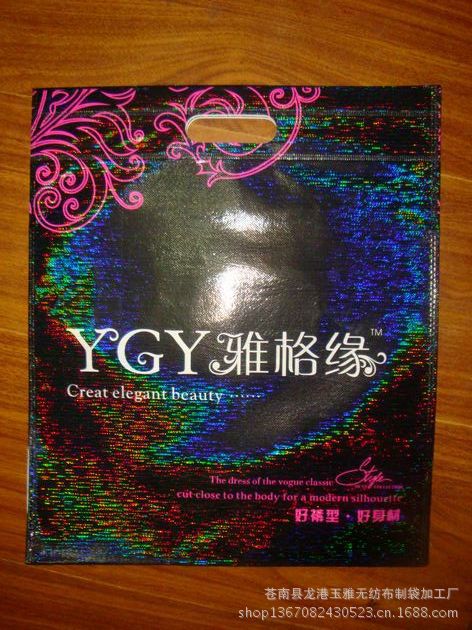 YGY雅格缘™
Creat elegant beauty ······
The dress of the vogue classic Style
cut close to the body for a modern silhouette
好裤型·好身材
苍南县龙港玉雅无纺布制袋加工厂
shop1367082430523.cn.1688.com